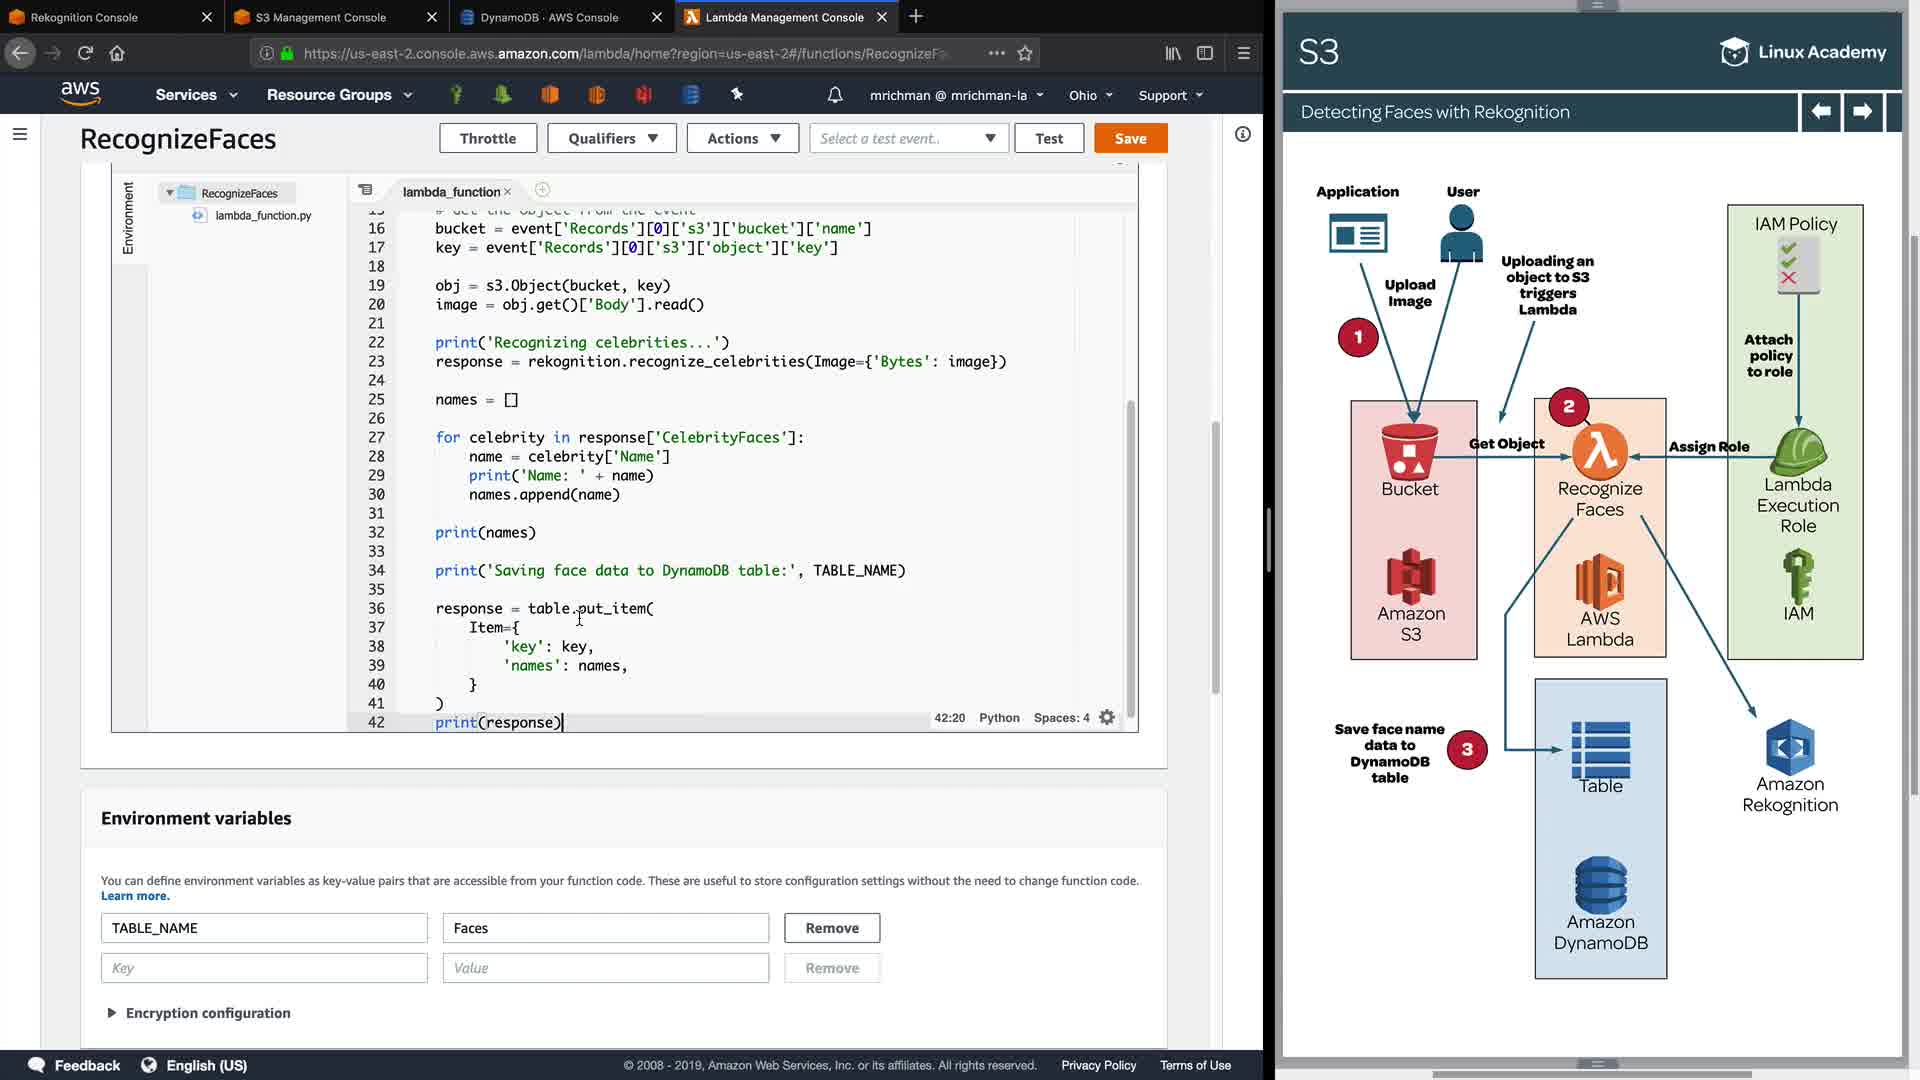 Rekognition Console
S3 Management Console
DynamoDB · AWS Console
Lambda Management Console
https://us-east-2.console.aws.amazon.com/lambda/home?region=us-east-2#/functions/RecognizeFa
aws
Services
Resource Groups
mrichman @ mrichman-la
Ohio
Support
RecognizeFaces
Throttle
Qualifiers
Actions
Select a test event..
Test
Save
Environment
RecognizeFaces
lambda_function.py
lambda_function
15 # Get the object from the event
16 bucket = event['Records'][0]['s3']['bucket']['name']
17 key = event['Records'][0]['s3']['object']['key']
18
19 obj = s3.Object(bucket, key)
20 image = obj.get()['Body'].read()
21
22 print('Recognizing celebrities...')
23 response = rekognition.recognize_celebrities(Image={'Bytes': image})
24
25 names = []
26
27 for celebrity in response['CelebrityFaces']:
28 name = celebrity['Name']
29 print('Name: ' + name)
30 names.append(name)
31
32 print(names)
33
34 print('Saving face data to DynamoDB table:', TABLE_NAME)
35
36 response = table.put_item(
37 Item={
38 'key': key,
39 'names': names,
40 }
41 )
42 print(response)
42:20 Python Spaces: 4
Environment variables
You can define environment variables as key-value pairs that are accessible from your function code. These are useful to store configuration settings without the need to change function code.
Learn more.
TABLE_NAME
Faces
Remove
Key
Value
Remove
Encryption configuration
Feedback
English (US)
© 2008 - 2019, Amazon Web Services, Inc. or its affiliates. All rights reserved.
Privacy Policy
Terms of Use
S3
Linux Academy
Detecting Faces with Rekognition
Application
User
Upload
Image
Uploading an
object to S3
triggers
Lambda
1
IAM Policy
Attach
policy
to role
2
Get Object
Assign Role
Bucket
Recognize
Faces
Lambda
Execution
Role
Amazon
S3
AWS
Lambda
IAM
Save face name
data to
DynamoDB
table
3
Table
Amazon
Rekognition
Amazon
DynamoDB